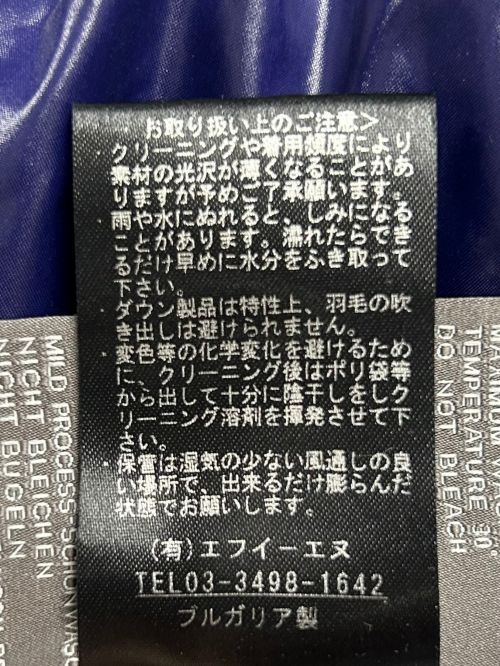 お取り扱い上のご注意>
クリーニングや着用頻度により
素材の光沢が薄くなることがあ
りますが予めご了承願います。
雨や水にぬれると、しみになる
ことがあります。濡れたらでき
るだけ早めに水分をふき取って
下さい。
ダウン製品は特性上、羽毛の吹
き出しは避けられません。
変色等の化学変化を避けるため
に、クリーニング後はポリ袋等
から出して十分に陰干しをしク
リーニング溶剤を揮発させて下
さい。
保管は湿気の少ない風通しの良
い場所で、出来るだけ膨らんだ
状態でお願いします。
(有)エフイーエヌ
TEL03-3498-1642
ブルガリア製
MILD PROCESS
NICHT BLEICHEN
NICHT BÜGELN
TEMPERATURE 30
DO NOT BLEACH